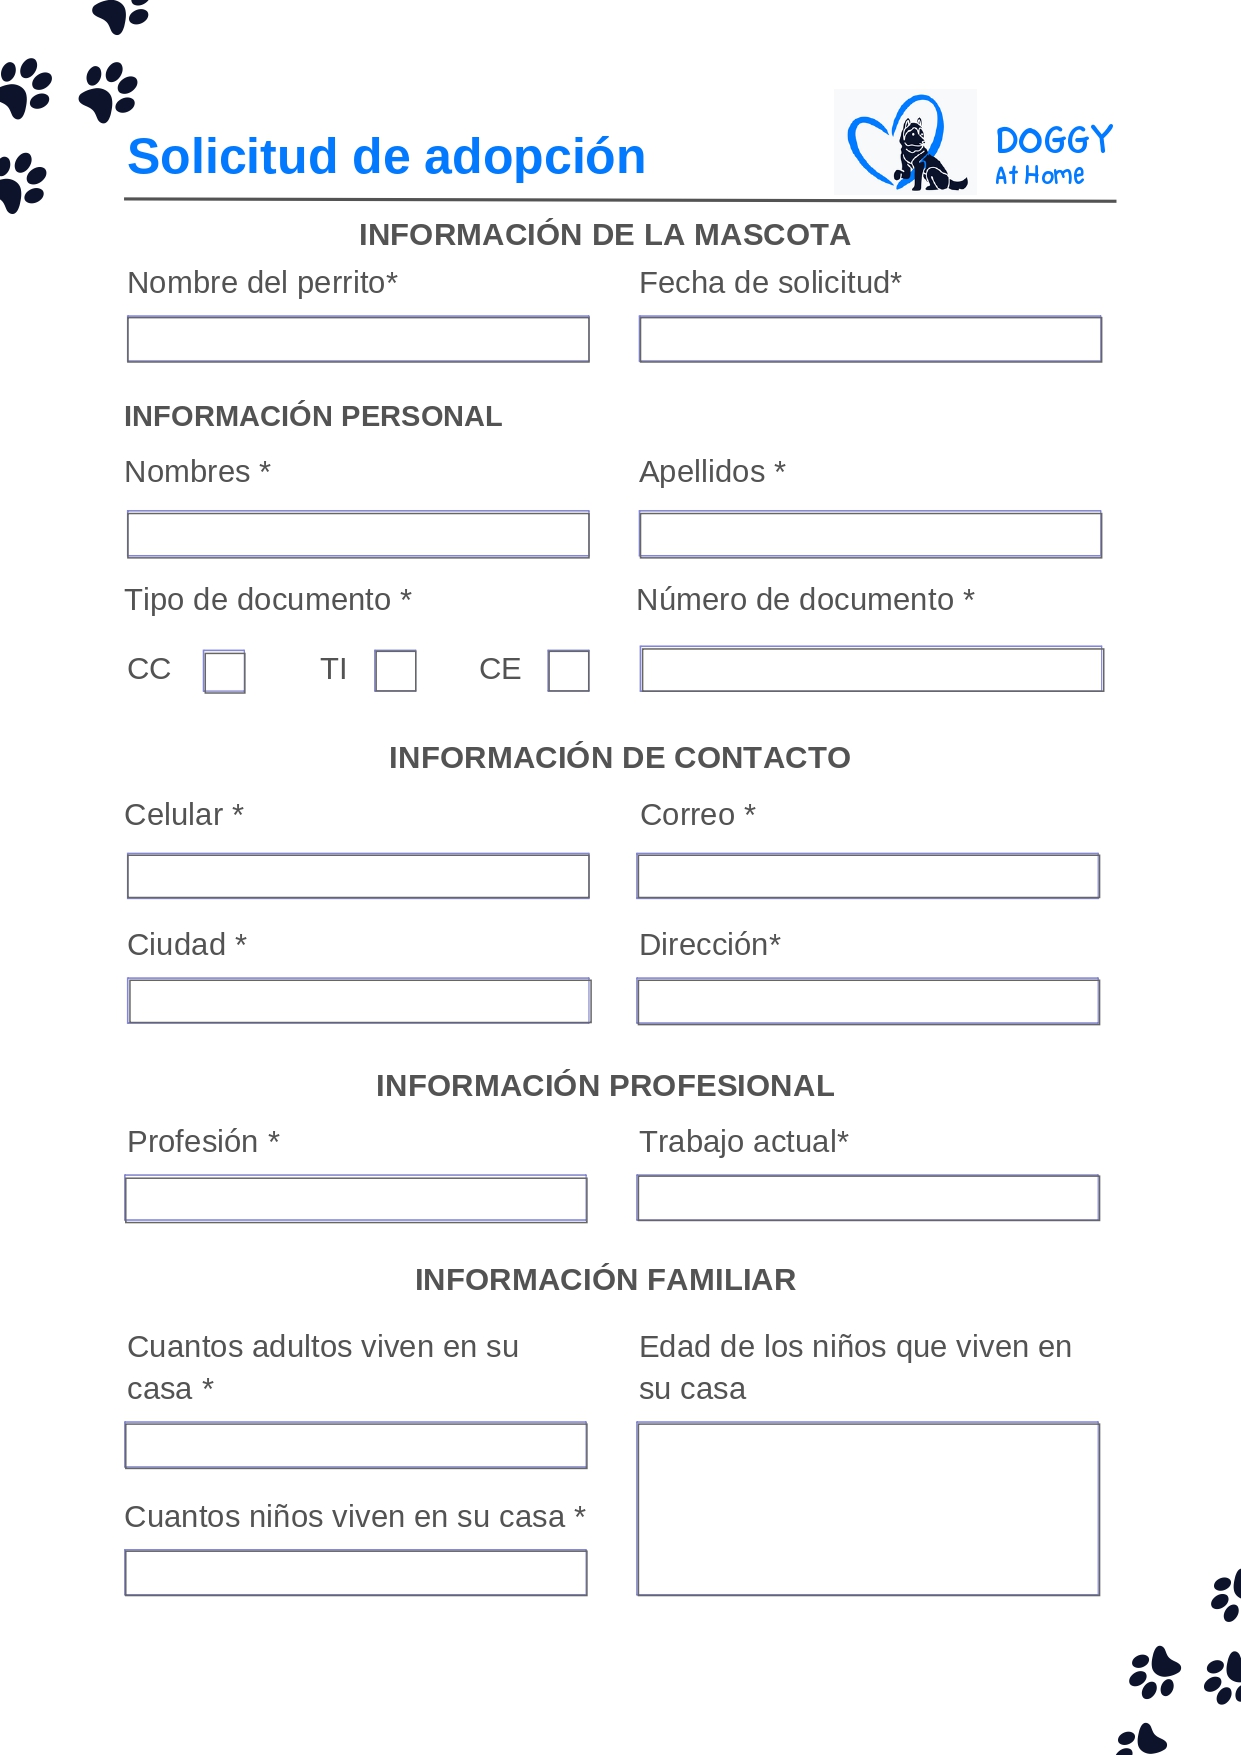 Solicitud de adopción
DOGGY
At Home
INFORMACIÓN DE LA MASCOTA
Nombre del perrito*
Fecha de solicitud*
INFORMACIÓN PERSONAL
Nombres *
Apellidos *
Tipo de documento *
Número de documento *
CC TI CE
INFORMACIÓN DE CONTACTO
Celular *
Correo *
Ciudad *
Dirección*
INFORMACIÓN PROFESIONAL
Profesión *
Trabajo actual*
INFORMACIÓN FAMILIAR
Cuantos adultos viven en su
casa *
Edad de los niños que viven en
su casa
Cuantos niños viven en su casa *